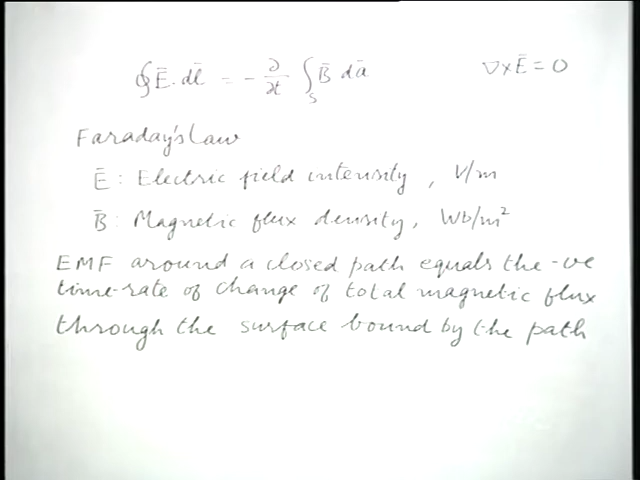 ∮Ē. dl̄ = - ∂/∂t ∫_S B̄ dā ∇×Ē = 0
Faraday's Law
Ē : Electric field intensity , V/m
B̄ : Magnetic flux density, Wb/m²
EMF around a closed path equals the -ve
time-rate of change of total magnetic flux
through the surface bound by the path